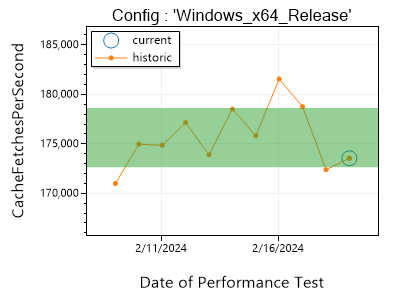 Config : 'Windows_x64_Release'
current
historic
185,000
180,000
175,000
170,000
CacheFetchesPerSecond
2/11/2024
2/16/2024
Date of Performance Test